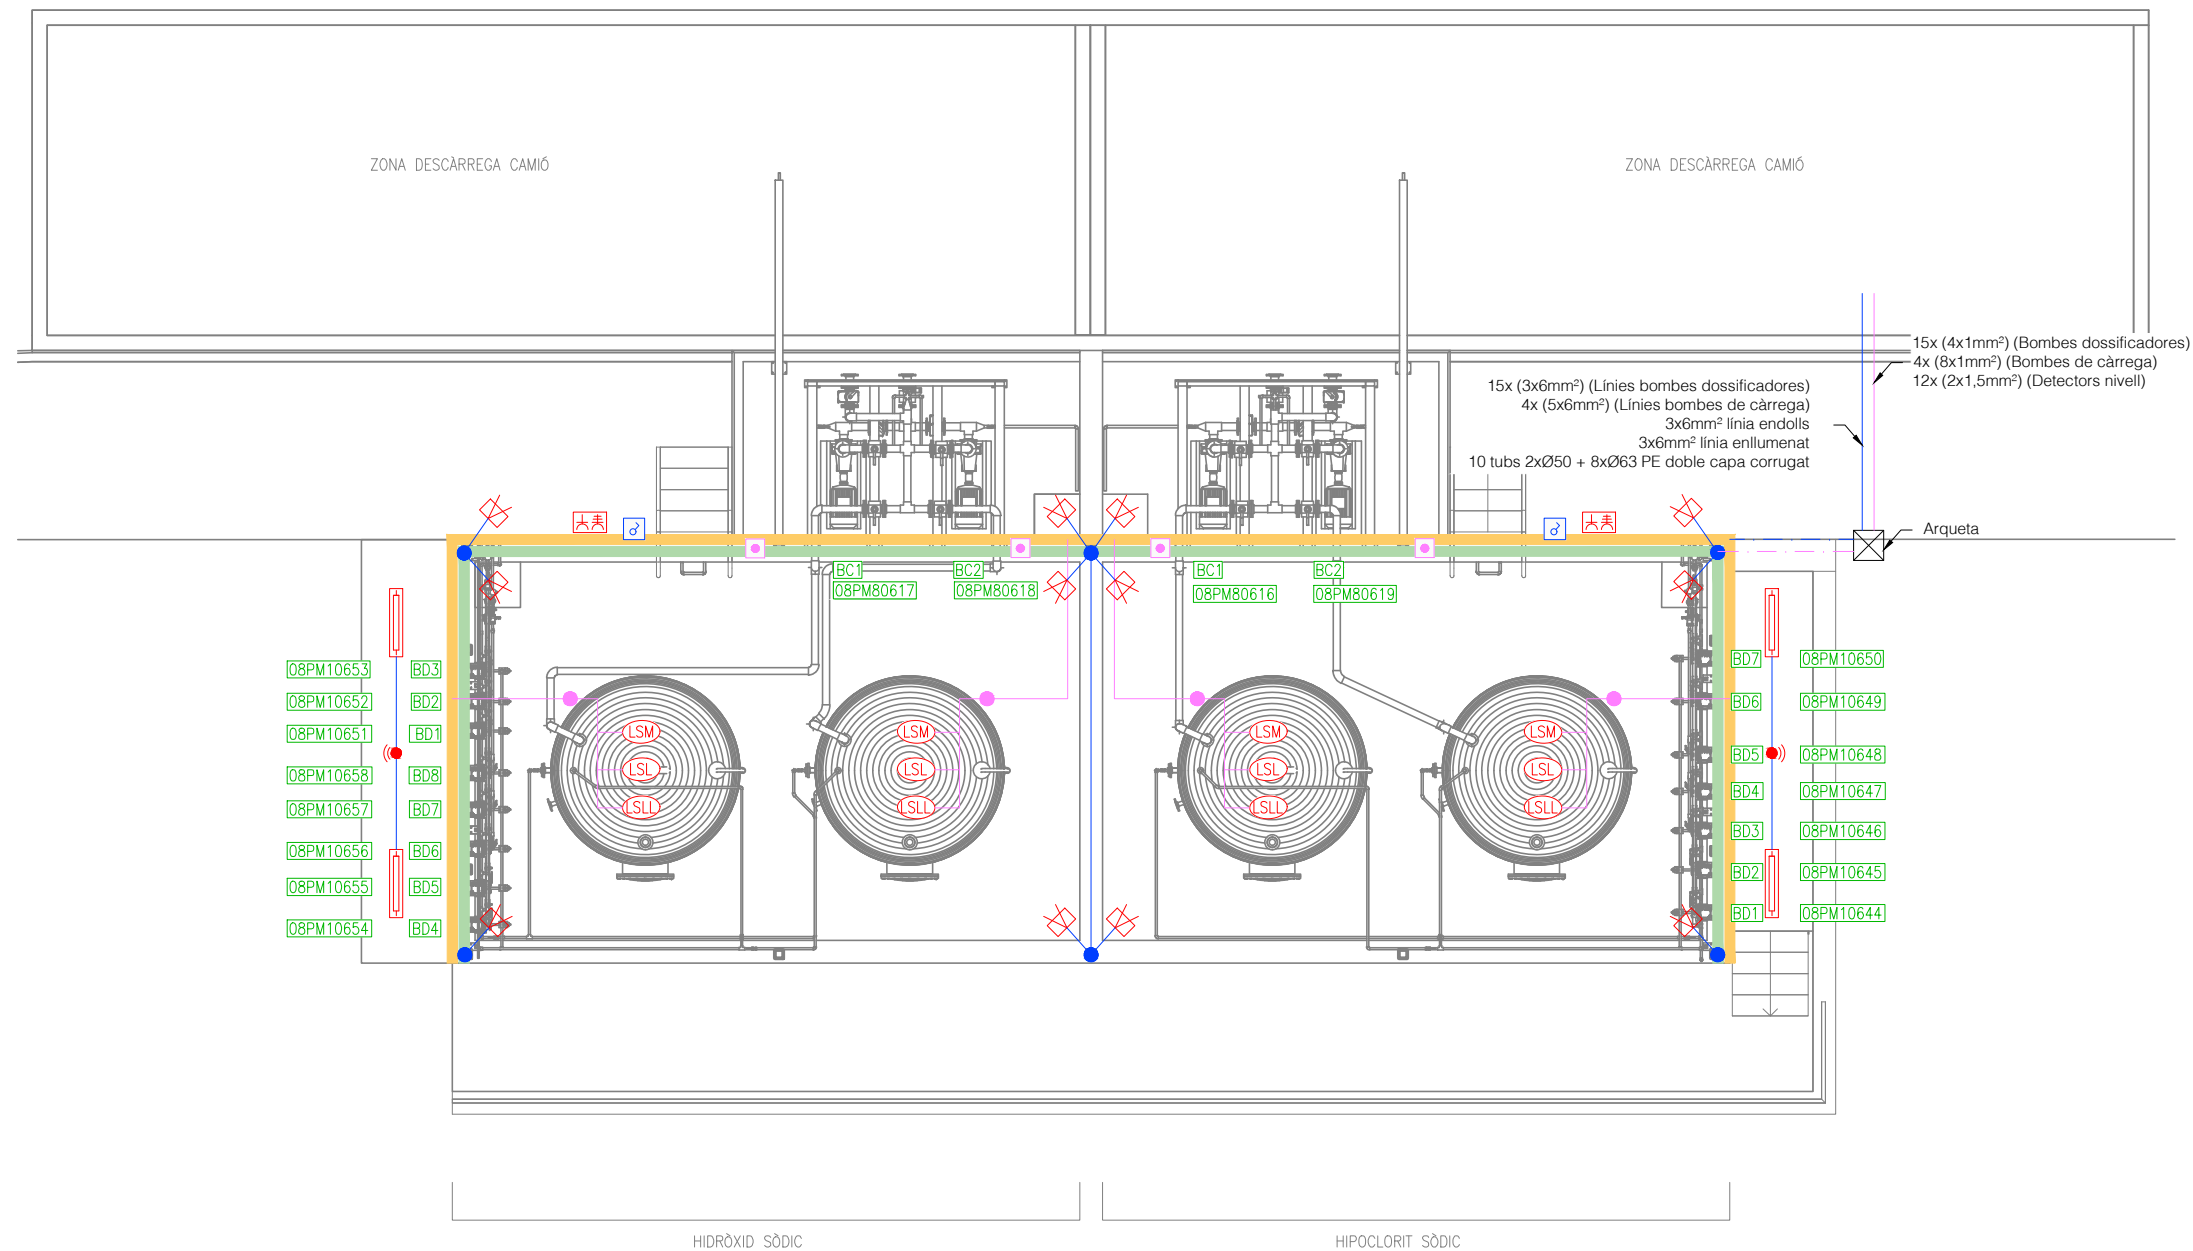 ZONA DESCÀRREGA CAMIÓ
ZONA DESCÀRREGA CAMIÓ
15x (4x1mm²) (Bombes dossificadores)
4x (8x1mm²) (Bombes de càrrega)
12x (2x1,5mm²) (Detectors nivell)
15x (3x6mm²) (Línies bombes dossificadores)
4x (5x6mm²) (Línies bombes de càrrega)
3x6mm² línia endolls
3x6mm² línia enllumenat
10 tubs 2xØ50 + 8xØ63 PE doble capa corrugat
Arqueta
BC1
08PM80617
BC2
08PM80618
BC1
08PM80616
BC2
08PM80619
08PM10653 BD3
08PM10652 BD2
08PM10651 BD1
08PM10658 BD8
08PM10657 BD7
08PM10656 BD6
08PM10655 BD5
08PM10654 BD4
LSM
LSL
LSLL
LSM
LSL
LSLL
LSM
LSL
LSLL
LSM
LSL
LSLL
BD7 08PM10650
BD6 08PM10649
BD5 08PM10648
BD4 08PM10647
BD3 08PM10646
BD2 08PM10645
BD1 08PM10644
HIDRÒXID SÒDIC
HIPOCLORIT SÒDIC